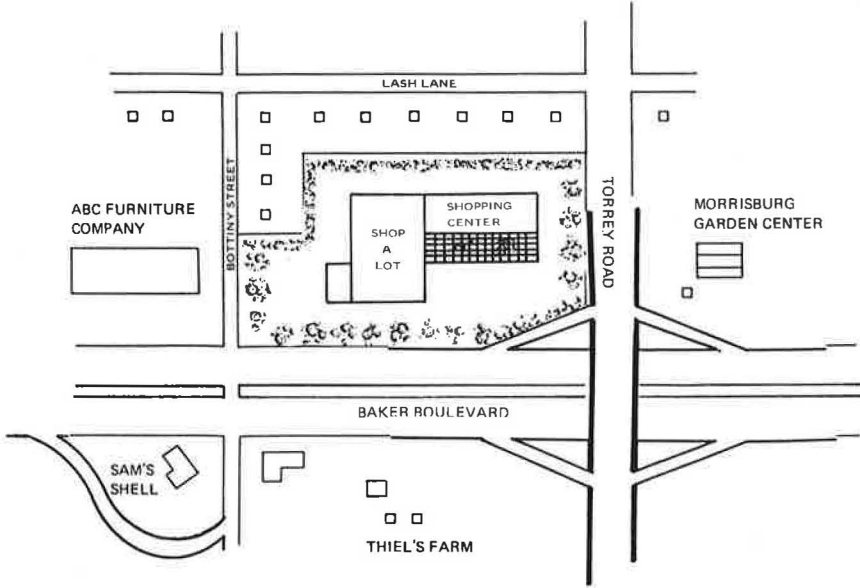 LASH LANE
BOTTINY STREET
TORREY ROAD
ABC FURNITURE
COMPANY
SHOPPING
CENTER
SHOP
A
LOT
MORRISBURG
GARDEN CENTER
BAKER BOULEVARD
SAM'S
SHELL
THIEL'S FARM